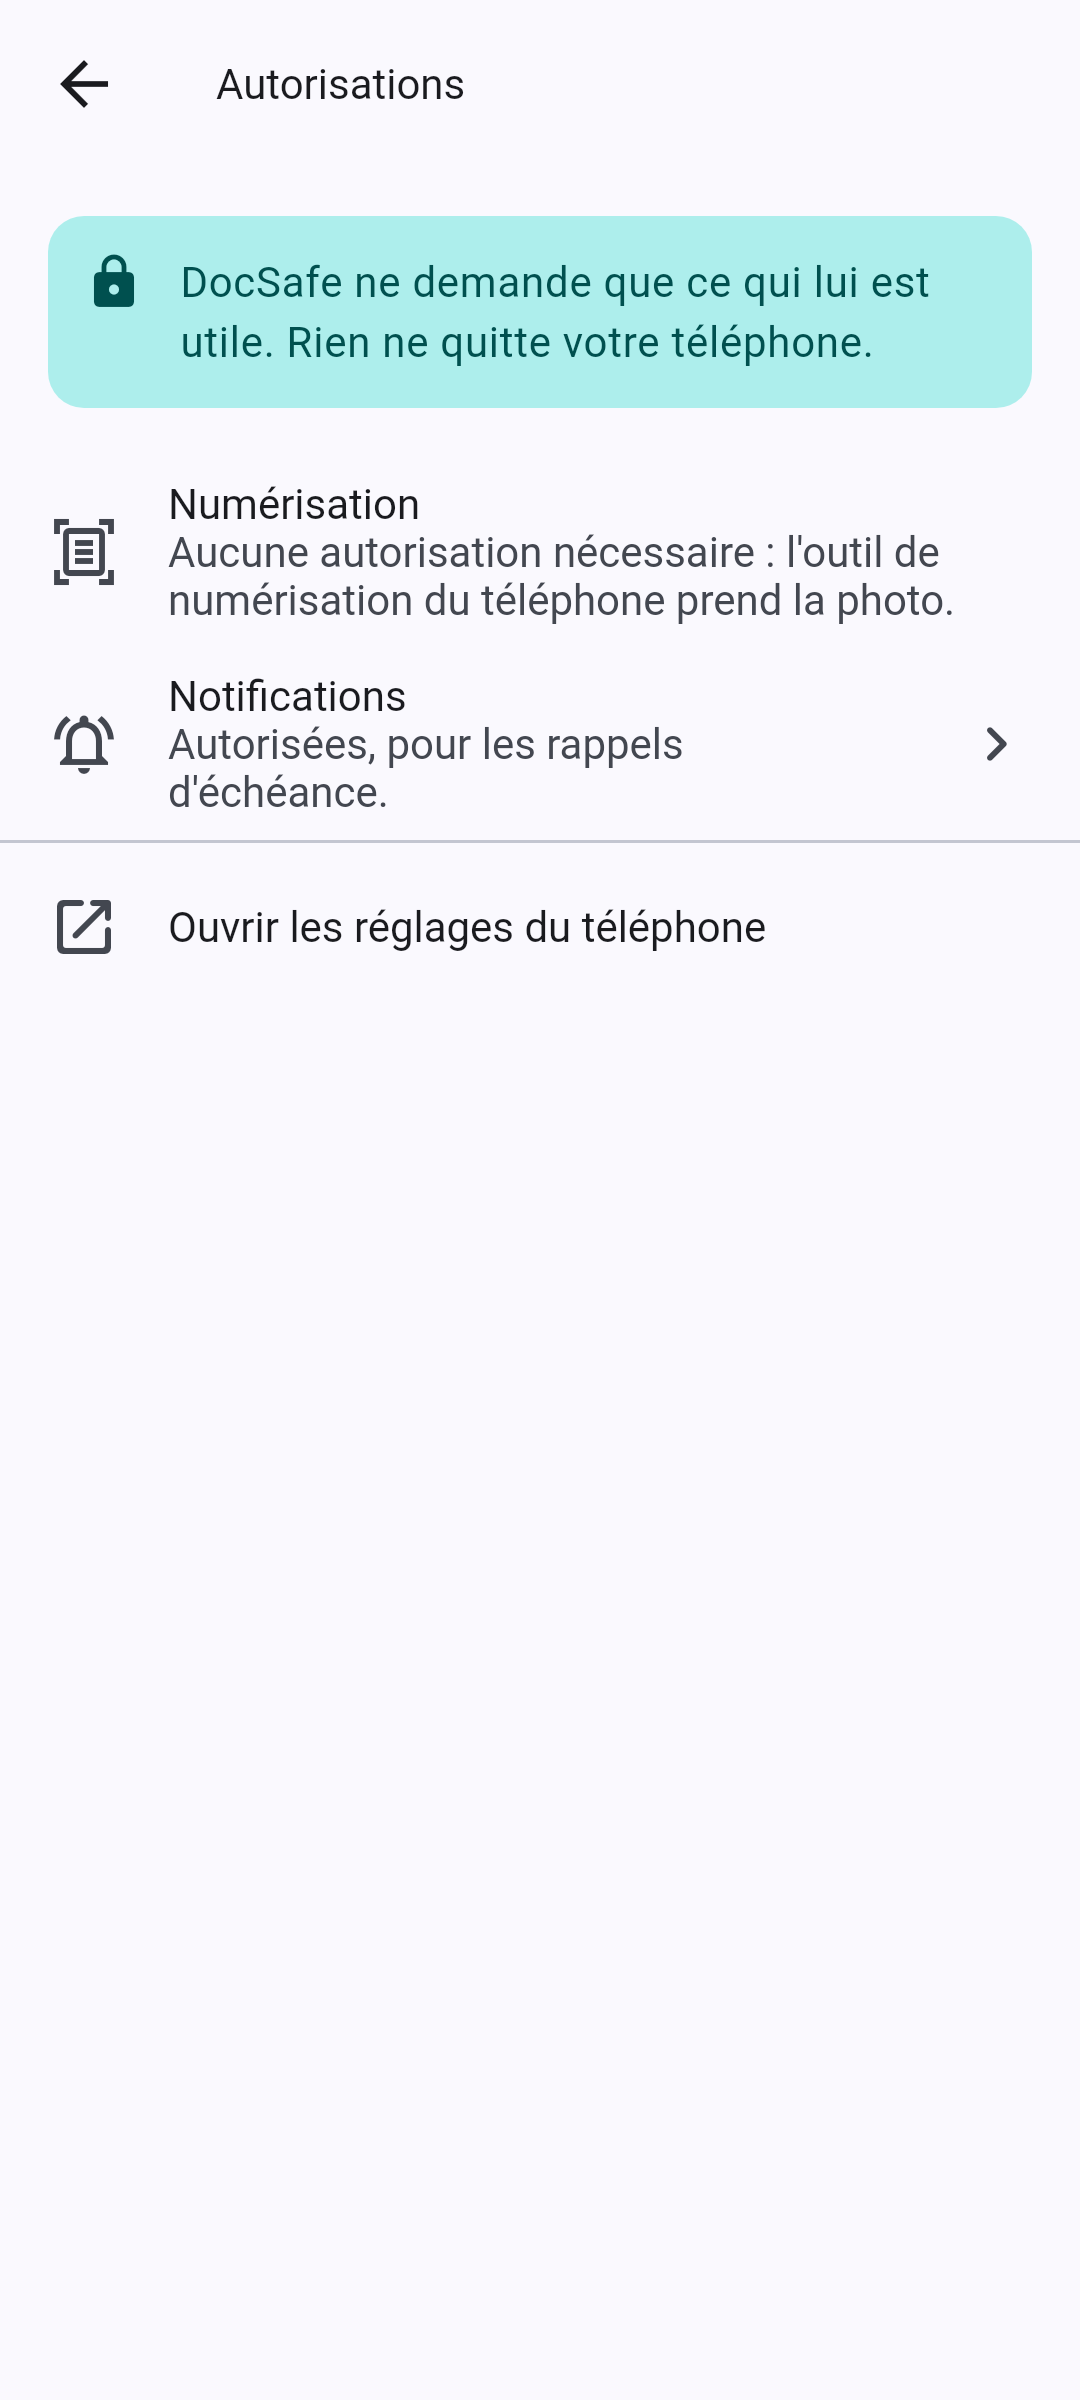 Autorisations
DocSafe ne demande que ce qui lui est
utile. Rien ne quitte votre téléphone.
Numérisation
Aucune autorisation nécessaire : l'outil de
numérisation du téléphone prend la photo.
Notifications
Autorisées, pour les rappels
d'échéance.
Ouvrir les réglages du téléphone